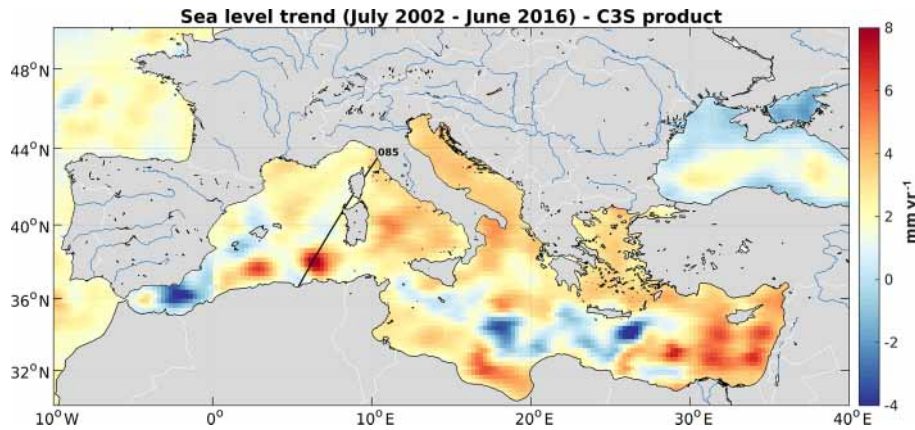 Sea level trend (July 2002 - June 2016) - C3S product
48°N
44°N
40°N
36°N
32°N
10°W
0°
10°E
20°E
30°E
40°E
085
8
6
4
2
0
-2
-4
mm yr⁻¹